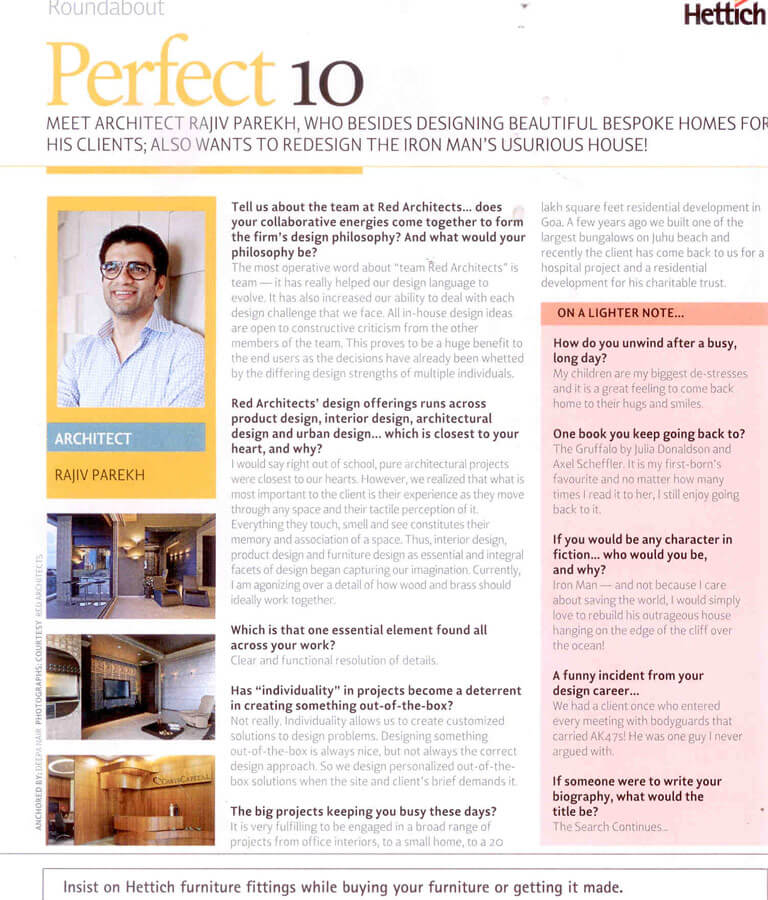 Roundabout
Hettich
Perfect 10
MEET ARCHITECT RAJIV PAREKH, WHO BESIDES DESIGNING BEAUTIFUL BESPOKE HOMES FOR
HIS CLIENTS; ALSO WANTS TO REDESIGN THE IRON MAN'S USURIOUS HOUSE!
ARCHITECT
RAJIV PAREKH
ANCHORED BY: DEEPA NAIR PHOTOGRAPHS: COURTESY RED ARCHITECTS
Tell us about the team at Red Architects... does
your collaborative energies come together to form
the firm's design philosophy? And what would your
philosophy be?
The most operative word about "team Red Architects" is
team — it has really helped our design language to
evolve. It has also increased our ability to deal with each
design challenge that we face. All in-house design ideas
are open to constructive criticism from the other
members of the team. This proves to be a huge benefit to
the end users as the decisions have already been whetted
by the differing design strengths of multiple individuals.
Red Architects' design offerings runs across
product design, interior design, architectural
design and urban design... which is closest to your
heart, and why?
I would say right out of school, pure architectural projects
were closest to our hearts. However, we realized that what is
most important to the client is their experience as they move
through any space and their tactile perception of it.
Everything they touch, smell and see constitutes their
memory and association of a space. Thus, interior design,
product design and furniture design as essential and integral
facets of design began capturing our imagination. Currently,
I am agonizing over a detail of how wood and brass should
ideally work together.
Which is that one essential element found all
across your work?
Clear and functional resolution of details.
Has "individuality" in projects become a deterrent
in creating something out-of-the-box?
Not really. Individuality allows us to create customized
solutions to design problems. Designing something
out-of-the-box is always nice, but not always the correct
design approach. So we design personalized out-of-the-
box solutions when the site and client's brief demands it.
The big projects keeping you busy these days?
It is very fulfilling to be engaged in a broad range of
projects from office interiors, to a small home, to a 20
lakh square feet residential development in
Goa. A few years ago we built one of the
largest bungalows on Juhu beach and
recently the client has come back to us for a
hospital project and a residential
development for his charitable trust.
ON A LIGHTER NOTE...
How do you unwind after a busy,
long day?
My children are my biggest de-stresses
and it is a great feeling to come back
home to their hugs and smiles.
One book you keep going back to?
The Gruffalo by Julia Donaldson and
Axel Scheffler. It is my first-born's
favourite and no matter how many
times I read it to her, I still enjoy going
back to it.
If you would be any character in
fiction... who would you be,
and why?
Iron Man — and not because I care
about saving the world, I would simply
love to rebuild his outrageous house
hanging on the edge of the cliff over
the ocean!
A funny incident from your
design career...
We had a client once who entered
every meeting with bodyguards that
carried AK47s! He was one guy I never
argued with.
If someone were to write your
biography, what would the
title be?
The Search Continues...
Insist on Hettich furniture fittings while buying your furniture or getting it made.